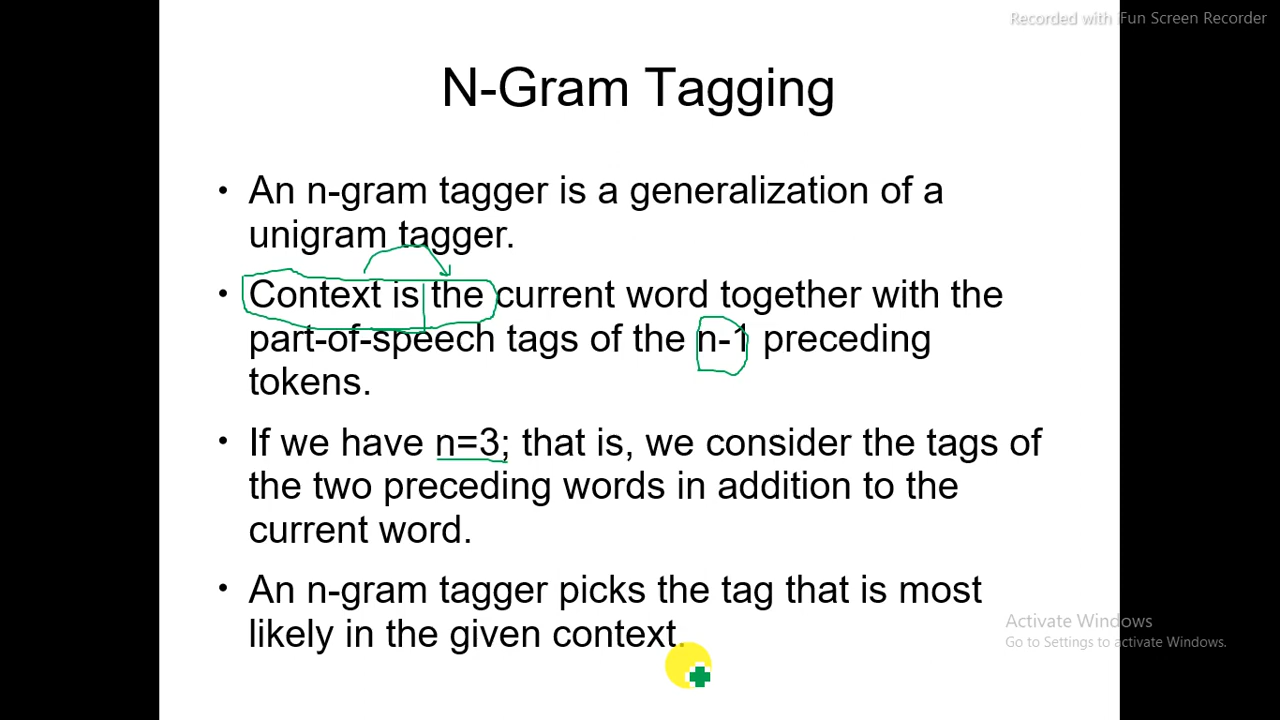 Recorded with iFun Screen Recorder
N-Gram Tagging
• An n-gram tagger is a generalization of a
unigram tagger.
• Context is the current word together with the
part-of-speech tags of the n-1 preceding
tokens.
• If we have n=3; that is, we consider the tags of
the two preceding words in addition to the
current word.
• An n-gram tagger picks the tag that is most
likely in the given context.
Activate Windows
Go to Settings to activate Windows.